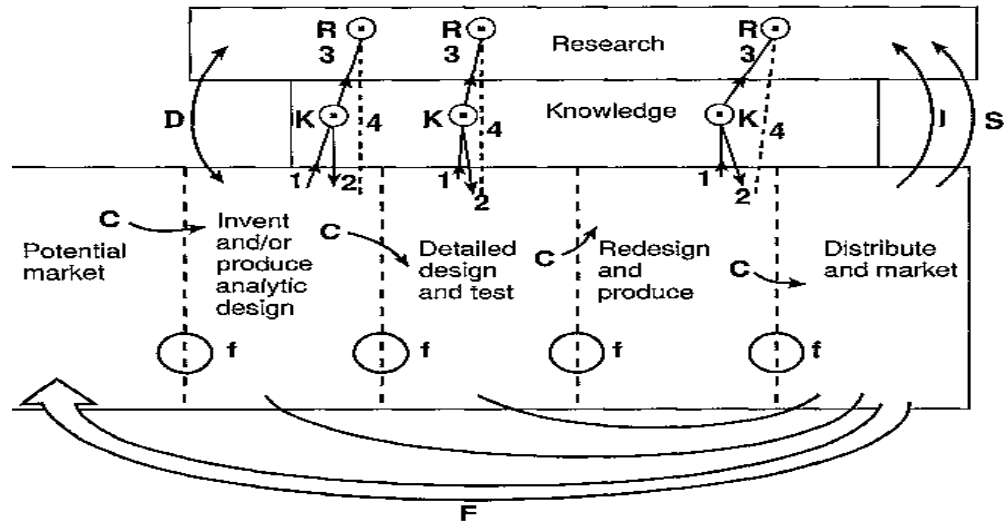 R R R
3 3 3
Research
D K 4 K 4 Knowledge K 4 I S
1 2 1 2 1 2
C C C C
Potential
market
Invent
and/or
produce
analytic
design
Detailed
design
and test
Redesign
and
produce
Distribute
and market
f f f f
F